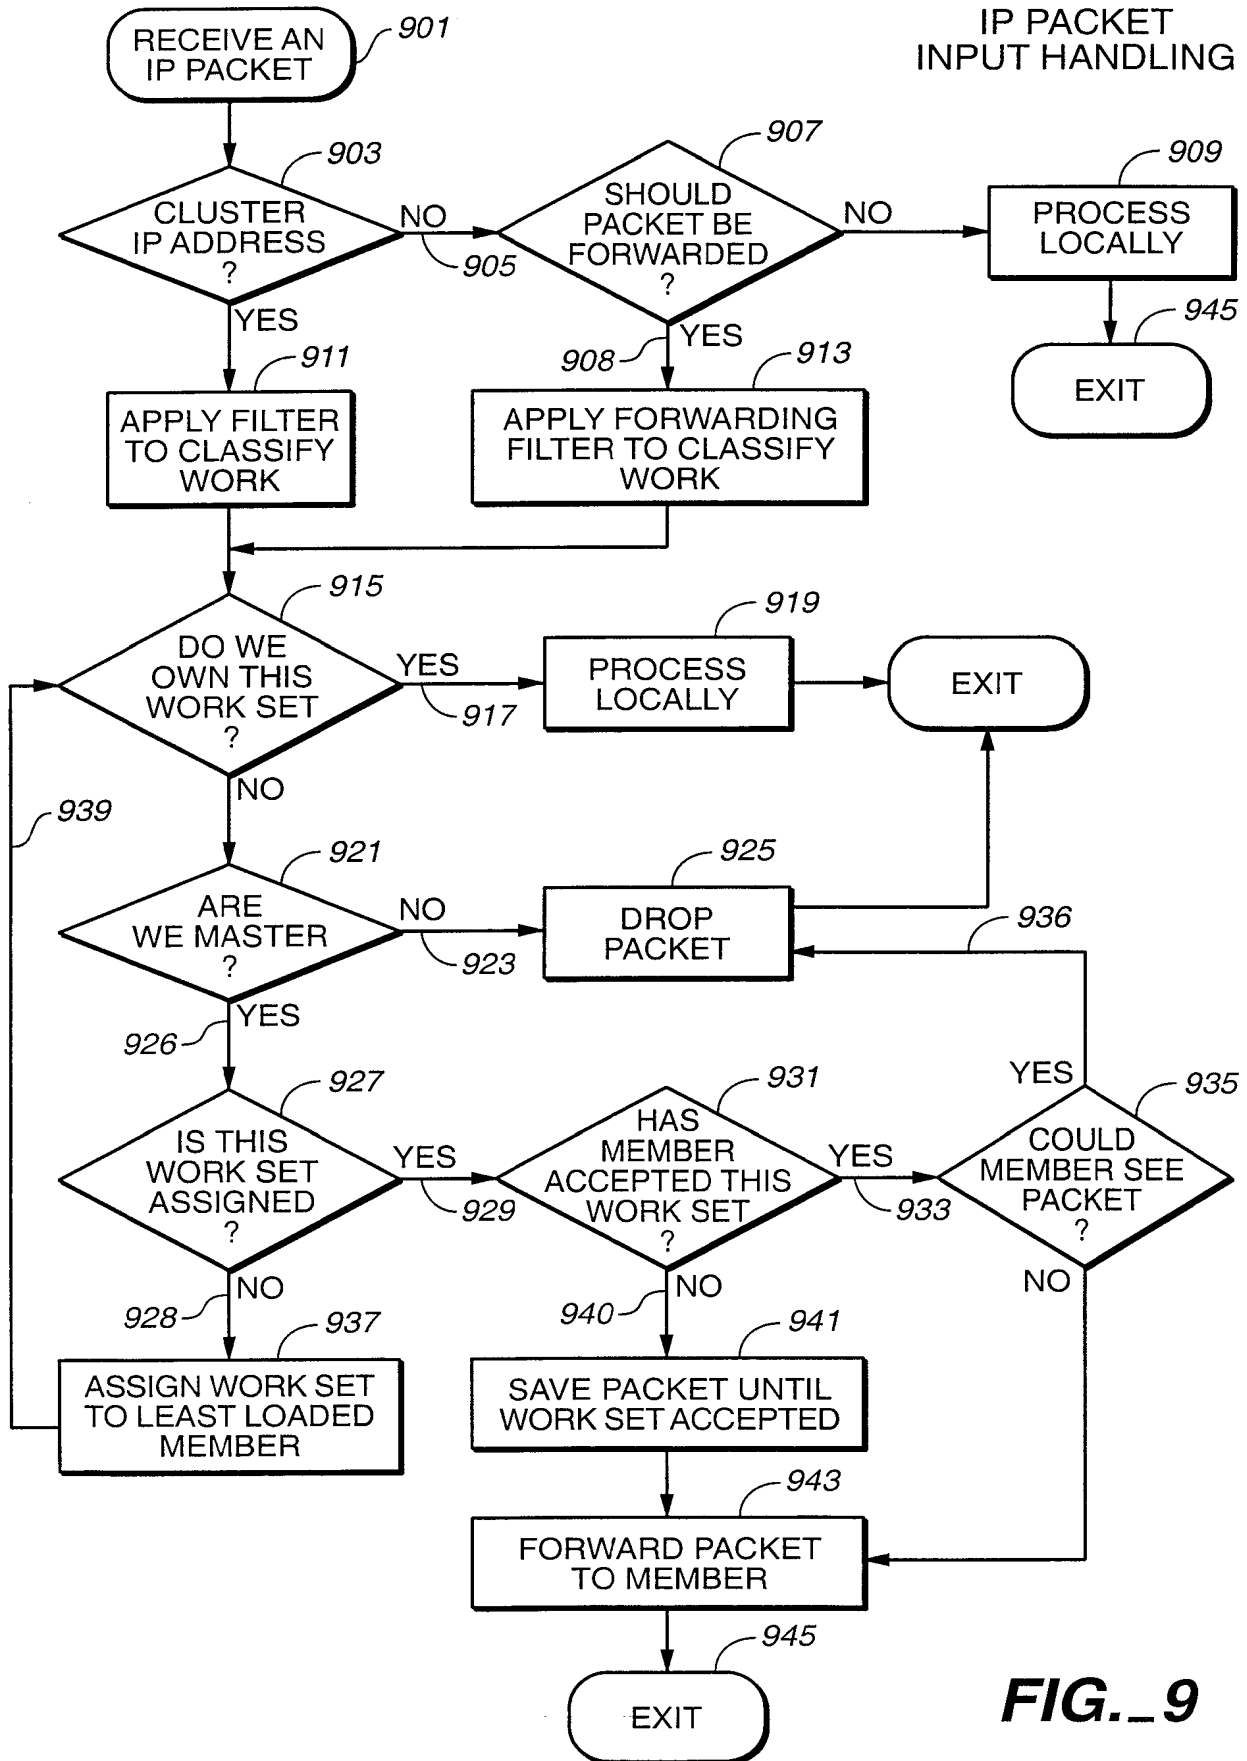 IP PACKET
INPUT HANDLING
RECEIVE AN
IP PACKET
901
903
CLUSTER
IP ADDRESS
?
NO
905
YES
907
SHOULD
PACKET BE
FORWARDED
?
NO
908
YES
909
PROCESS
LOCALLY
945
EXIT
911
APPLY FILTER
TO CLASSIFY
WORK
913
APPLY FORWARDING
FILTER TO CLASSIFY
WORK
915
DO WE
OWN THIS
WORK SET
?
YES
917
NO
919
PROCESS
LOCALLY
EXIT
939
921
ARE
WE MASTER
?
NO
923
925
DROP
PACKET
936
926
YES
927
IS THIS
WORK SET
ASSIGNED
?
YES
929
931
HAS
MEMBER
ACCEPTED THIS
WORK SET
?
YES
933
YES
935
COULD
MEMBER SEE
PACKET
?
NO
928
NO
937
ASSIGN WORK SET
TO LEAST LOADED
MEMBER
940
NO
941
SAVE PACKET UNTIL
WORK SET ACCEPTED
943
FORWARD PACKET
TO MEMBER
945
EXIT
FIG._9